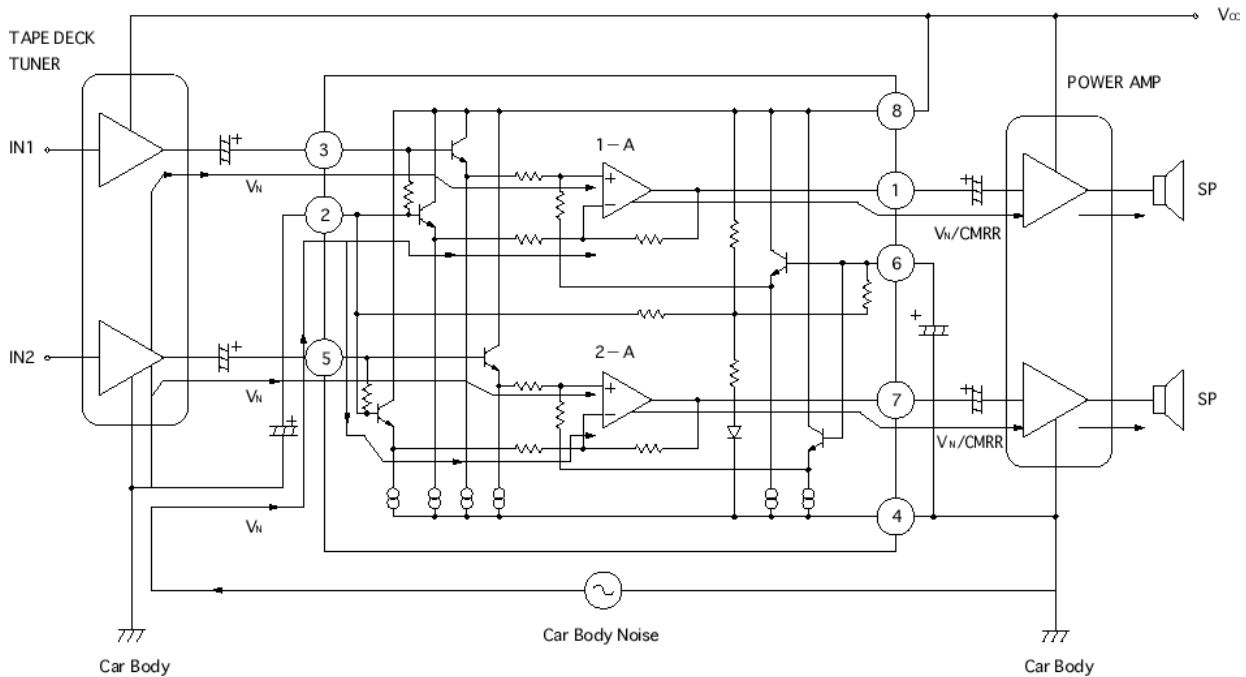 Vcc
TAPE DECK
TUNER
POWER AMP
8
1-A
IN1
+
3
VN
+
−
1
+
SP
2
VN/CMRR
6
+
2-A
IN2
+
5
VN
+
−
7
+
SP
+
VN/CMRR
4
VN
Car Body Noise
Car Body
Car Body